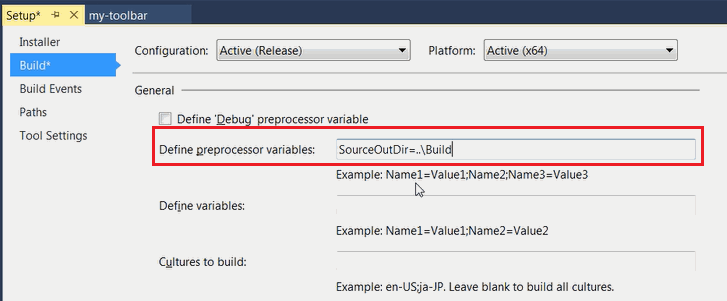 Setup* my-toolbar
Installer
Configuration: Active (Release) Platform: Active (x64)
Build*
Build Events
General
Paths
Define 'Debug' preprocessor variable
Tool Settings
Define preprocessor variables: SourceOutDir=..\Build
Example: Name1=Value1;Name2;Name3=Value3
Define variables:
Example: Name1=Value1;Name2=Value2
Cultures to build:
Example: en-US;ja-JP. Leave blank to build all cultures.